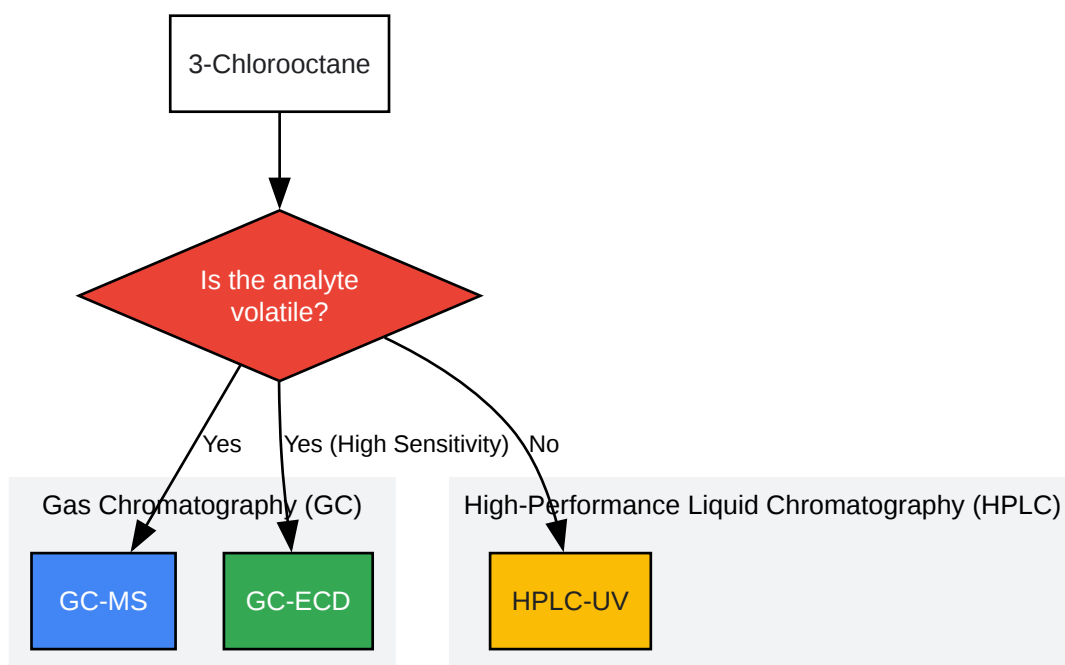 3-Chlorooctane
Is the analyte
volatile?
Yes
Yes (High Sensitivity)
No
Gas Chromatography (GC)
High-Performance Liquid Chromatography (HPLC)
GC-MS
GC-ECD
HPLC-UV